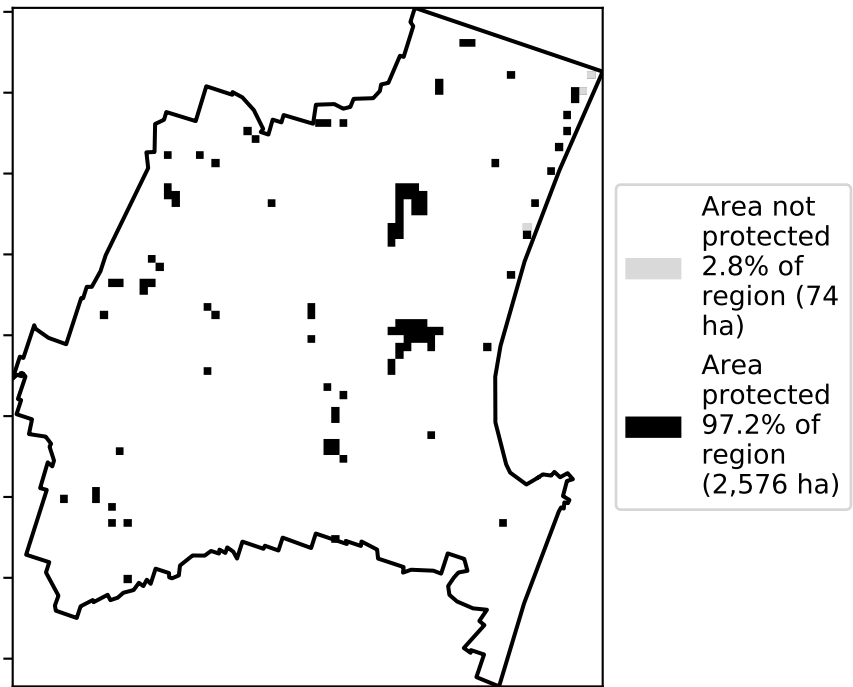 Area not
protected
2.8% of
region (74
ha)
Area
protected
97.2% of
region
(2,576 ha)